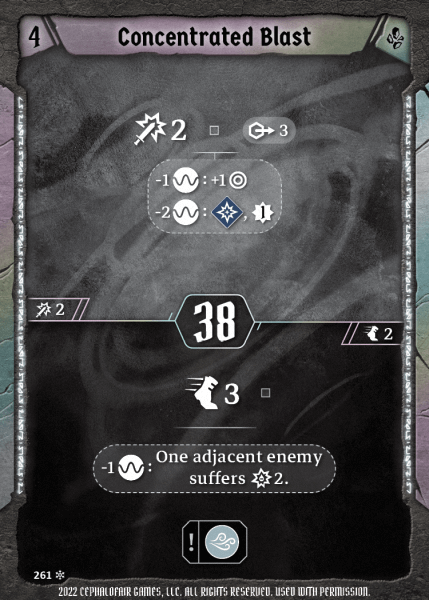 4 Concentrated Blast
2 3
-1 : +1
-2 : , 1
2
38
2
3
-1 : One adjacent enemy
suffers 2.
!
261
2022 CEPHALOFAIR GAMES, LLC. ALL RIGHTS RESERVED. USED WITH PERMISSION.